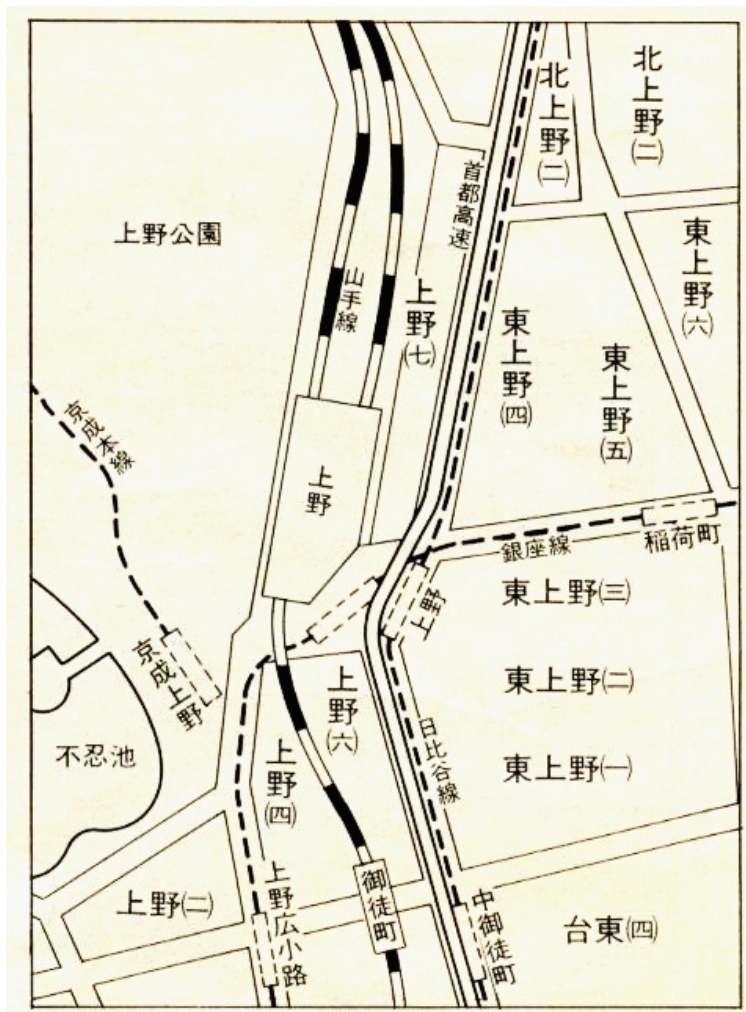 北上野㈡
北上野㈡
首都高速
上野公園
東上野㈥
山手線
上野㈦
東上野㈣
東上野㈤
京成本線
上野
銀座線
稲荷町
東上野㈢
上野
京成上野
上野㈥
東上野㈡
不忍池
日比谷線
上野㈣
東上野㈠
上野㈡
上野広小路
御徒町
中御徒町
台東㈣